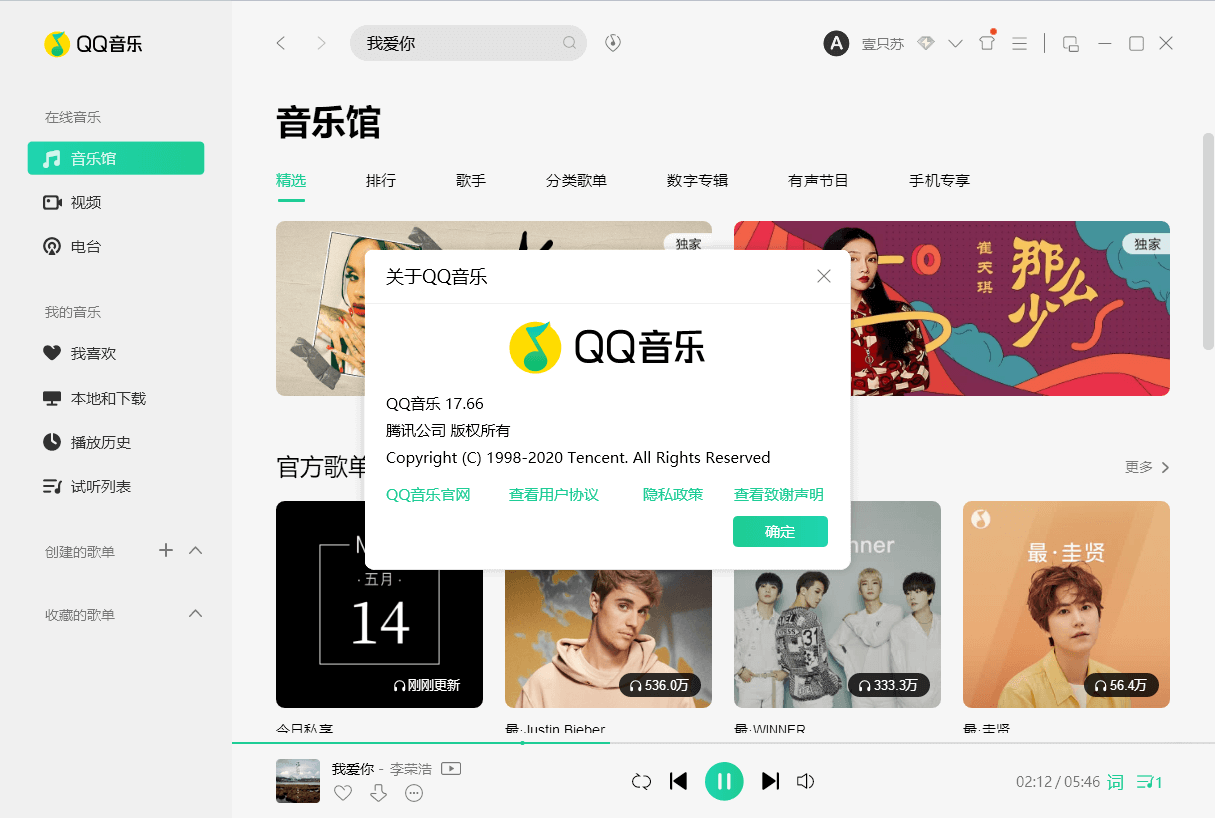 QQ音乐
我爱你
A
壹只苏
在线音乐
音乐馆
视频
电台
我的音乐
我喜欢
本地和下载
播放历史
试听列表
创建的歌单
收藏的歌单
音乐馆
精选 排行 歌手 分类歌单 数字专辑 有声节目 手机专享
独家
崔天琪
那么少
独家
关于QQ音乐
QQ音乐
QQ音乐 17.66
腾讯公司 版权所有
Copyright (C) 1998-2020 Tencent. All Rights Reserved
QQ音乐官网 查看用户协议 隐私政策 查看致谢声明
确定
官方歌单
更多
·五月·
14
刚刚更新
今日私享
536.0万
最·Justin Bieber
nner
31
333.3万
最·WINNER
最·圭贤
56.4万
最·圭贤
我爱你 - 李荣浩
02:12 / 05:46 词 1